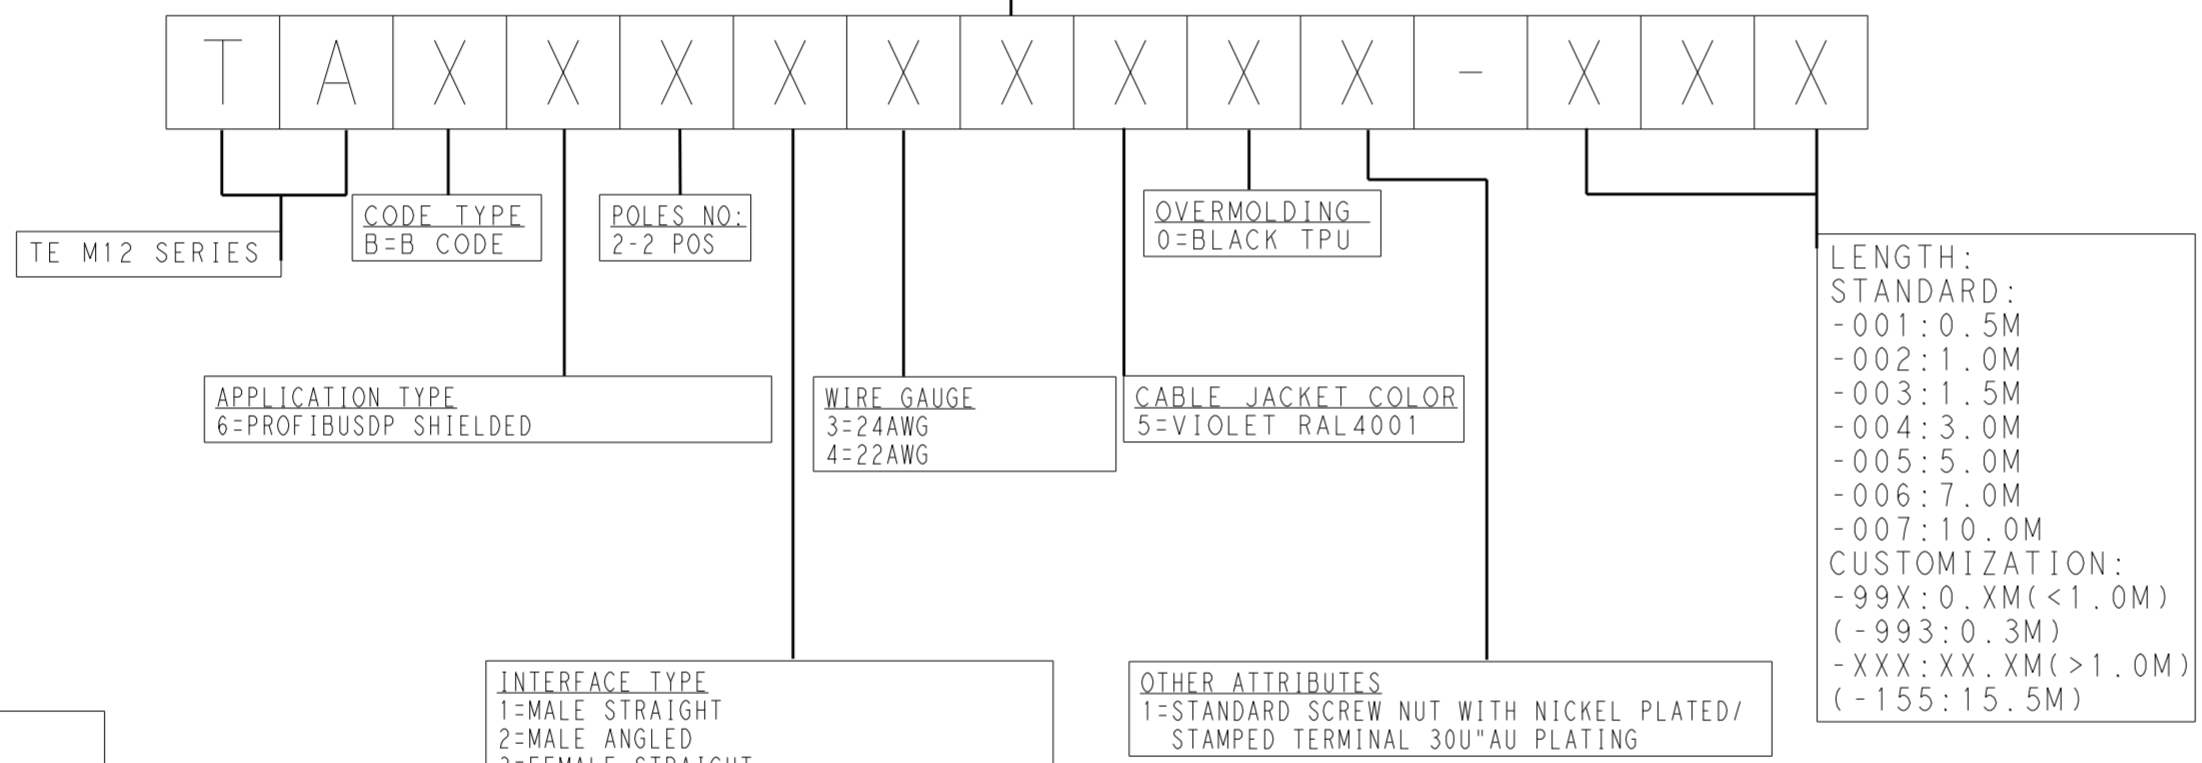 T A X X X X X X X X X - X X X
TE M12 SERIES
CODE TYPE
B=B CODE
POLES NO:
2-2 POS
OVERMOLDING
0=BLACK TPU
LENGTH:
STANDARD:
-001:0.5M
-002:1.0M
-003:1.5M
-004:3.0M
-005:5.0M
-006:7.0M
-007:10.0M
CUSTOMIZATION:
-99X:0.XM(<1.0M)
(-993:0.3M)
-XXX:XX.XM(>1.0M)
(-155:15.5M)
APPLICATION TYPE
6=PROFIBUSDP SHIELDED
WIRE GAUGE
3=24AWG
4=22AWG
CABLE JACKET COLOR
5=VIOLET RAL4001
INTERFACE TYPE
1=MALE STRAIGHT
2=MALE ANGLED
3=FEMALE STRAIGHT
OTHER ATTRIBUTES
1=STANDARD SCREW NUT WITH NICKEL PLATED/
STAMPED TERMINAL 30U"AU PLATING